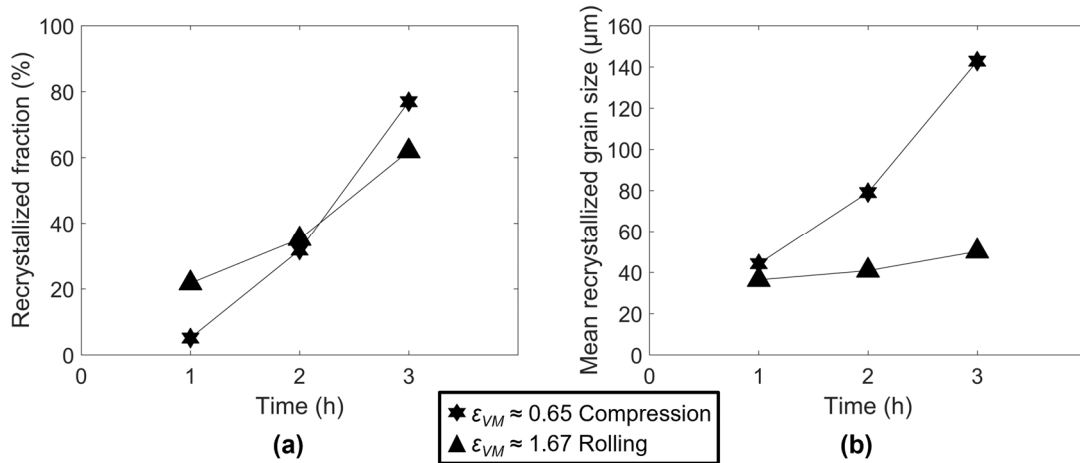 Recrystallized fraction (%)
100
80
60
40
20
0
0
1
2
3
Time (h)
(a)
Mean recrystallized grain size (μm)
160
140
120
100
80
60
40
20
0
0
1
2
3
Time (h)
(b)
ε_VM ≈ 0.65 Compression
ε_VM ≈ 1.67 Rolling